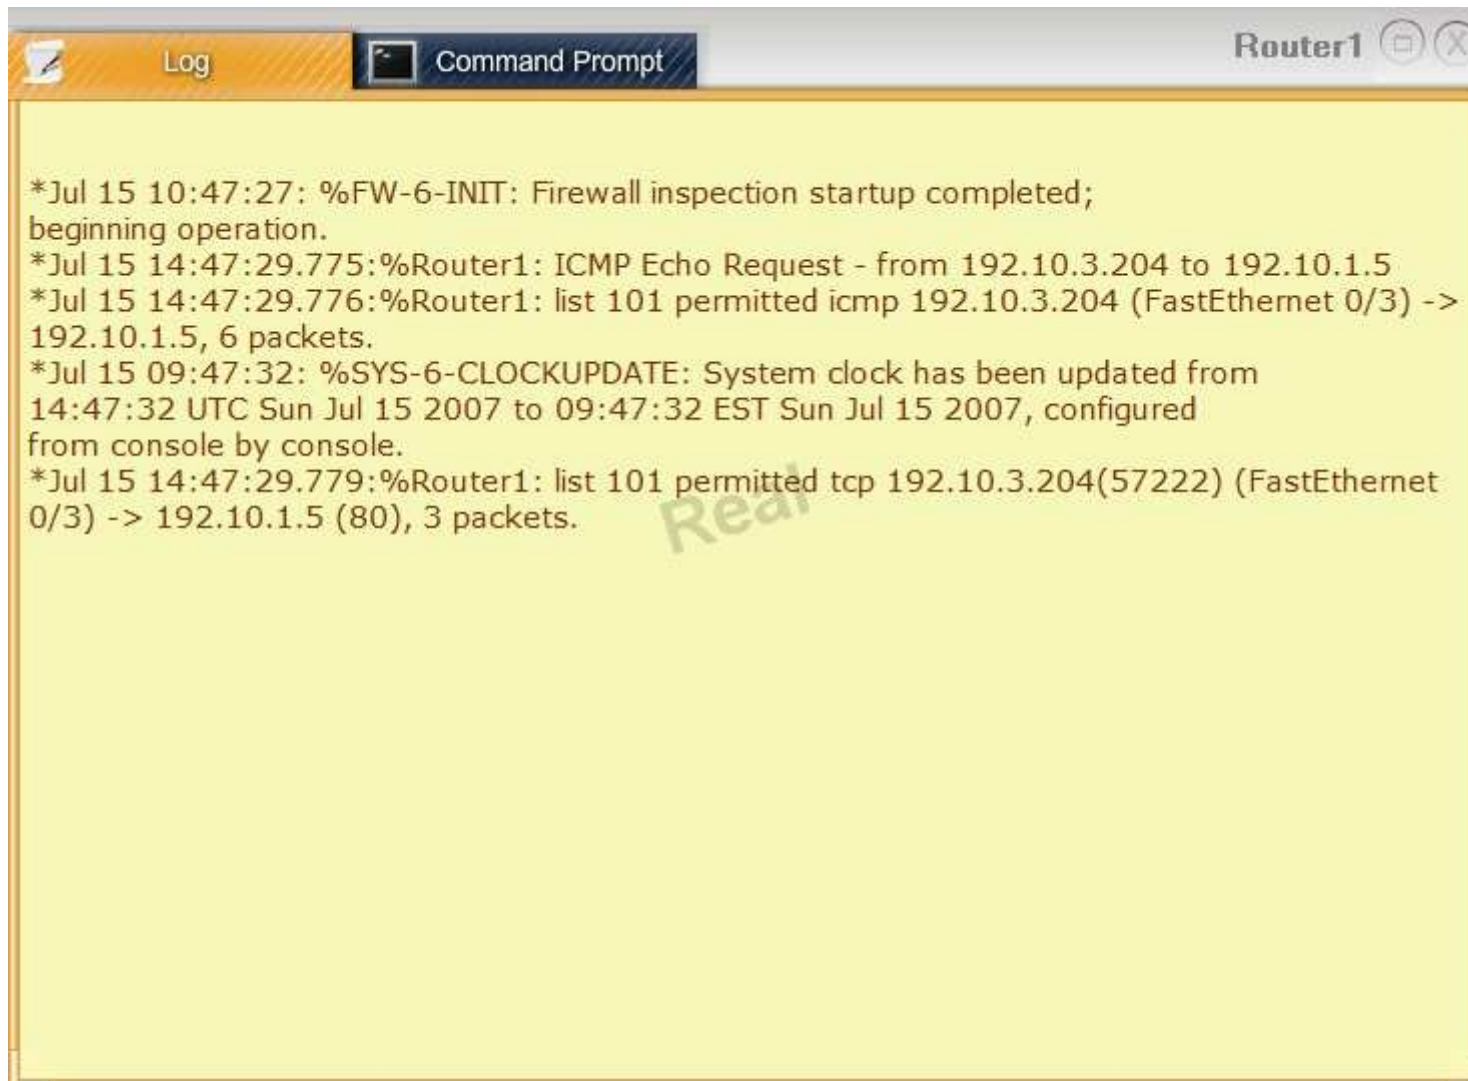 Log
Command Prompt
Router1
*Jul 15 10:47:27: %FW-6-INIT: Firewall inspection startup completed;
beginning operation.
*Jul 15 14:47:29.775:%Router1: ICMP Echo Request - from 192.10.3.204 to 192.10.1.5
*Jul 15 14:47:29.776:%Router1: list 101 permitted icmp 192.10.3.204 (FastEthernet 0/3) ->
192.10.1.5, 6 packets.
*Jul 15 09:47:32: %SYS-6-CLOCKUPDATE: System clock has been updated from
14:47:32 UTC Sun Jul 15 2007 to 09:47:32 EST Sun Jul 15 2007, configured
from console by console.
*Jul 15 14:47:29.779:%Router1: list 101 permitted tcp 192.10.3.204(57222) (FastEthernet
0/3) -> 192.10.1.5 (80), 3 packets.
Real